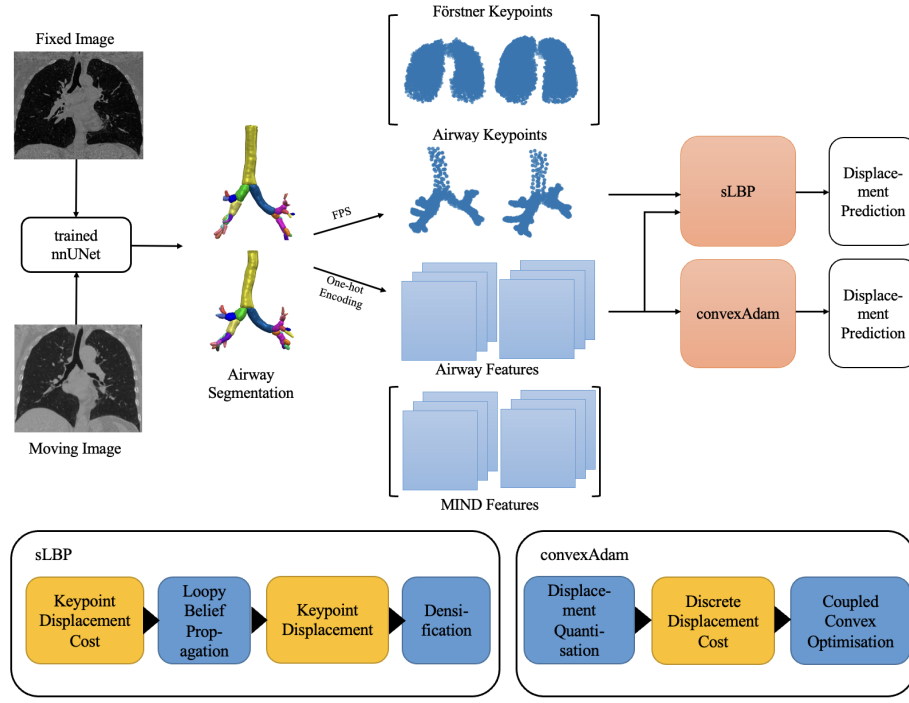 Fixed Image
trained
nnUNet
Moving Image
Airway
Segmentation
FPS
One-hot
Encoding
Förstner Keypoints
Airway Keypoints
Airway Features
MIND Features
sLBP
Displace-
ment
Prediction
convexAdam
Displace-
ment
Prediction
sLBP
Keypoint
Displacement
Cost
Loopy
Belief
Prop-
agation
Keypoint
Displacement
Densi-
fication
convexAdam
Displace-
ment
Quanti-
sation
Discrete
Displacement
Cost
Coupled
Convex
Optimisation